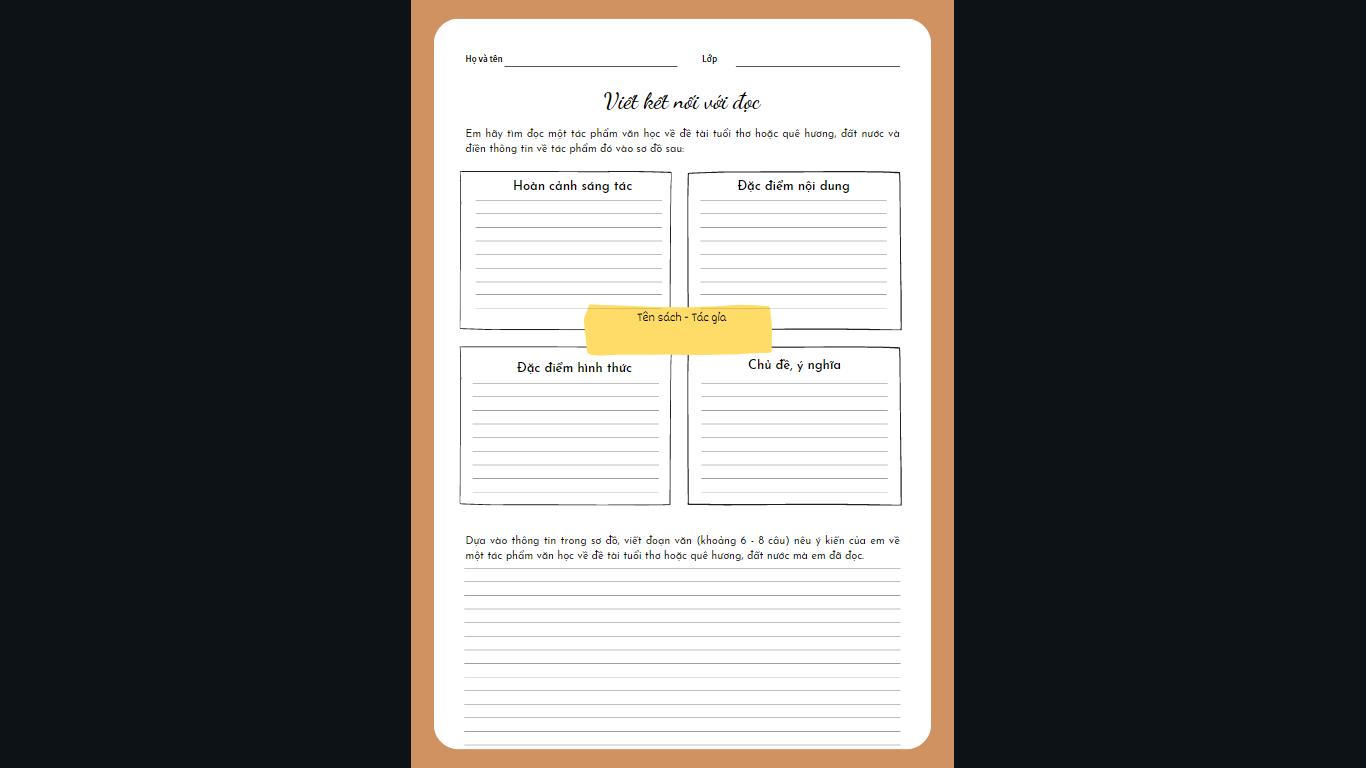 Họ và tên Lớp
Viết kết nối với đọc
Em hãy tìm đọc một tác phẩm văn học về đề tài tuổi thơ hoặc quê hương, đất nước và
điền thông tin về tác phẩm đó vào sơ đồ sau:
Hoàn cảnh sáng tác
Đặc điểm nội dung
Tên sách - Tác gỉa
Đặc điểm hình thức
Chủ đề, ý nghĩa
Dựa vào thông tin trong sơ đồ, viết đoạn văn (khoảng 6 - 8 câu) nêu ý kiến của em về
một tác phẩm văn học về đề tài tuổi thơ hoặc quê hương, đất nước mà em đã đọc.